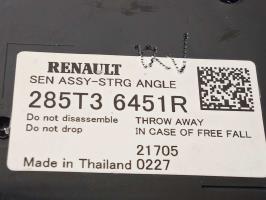 RENAULT
SEN ASSY-STRG ANGLE
285T3 6451R
Do not disassemble THROW AWAY
Do not drop IN CASE OF FREE FALL
21705
Made in Thailand 0227